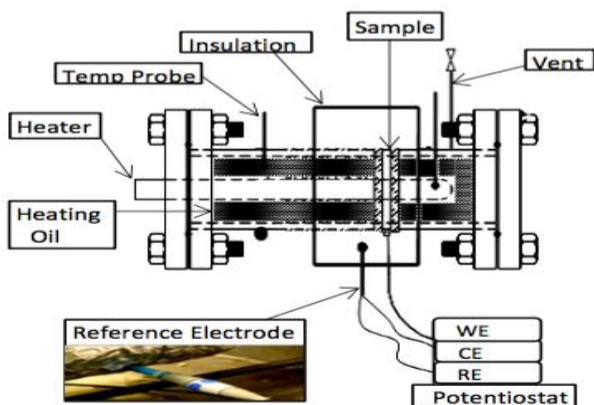 Sample
Insulation
Vent
Temp Probe
Heater
Heating
Oil
Reference Electrode
WE
CE
RE
Potentiostat